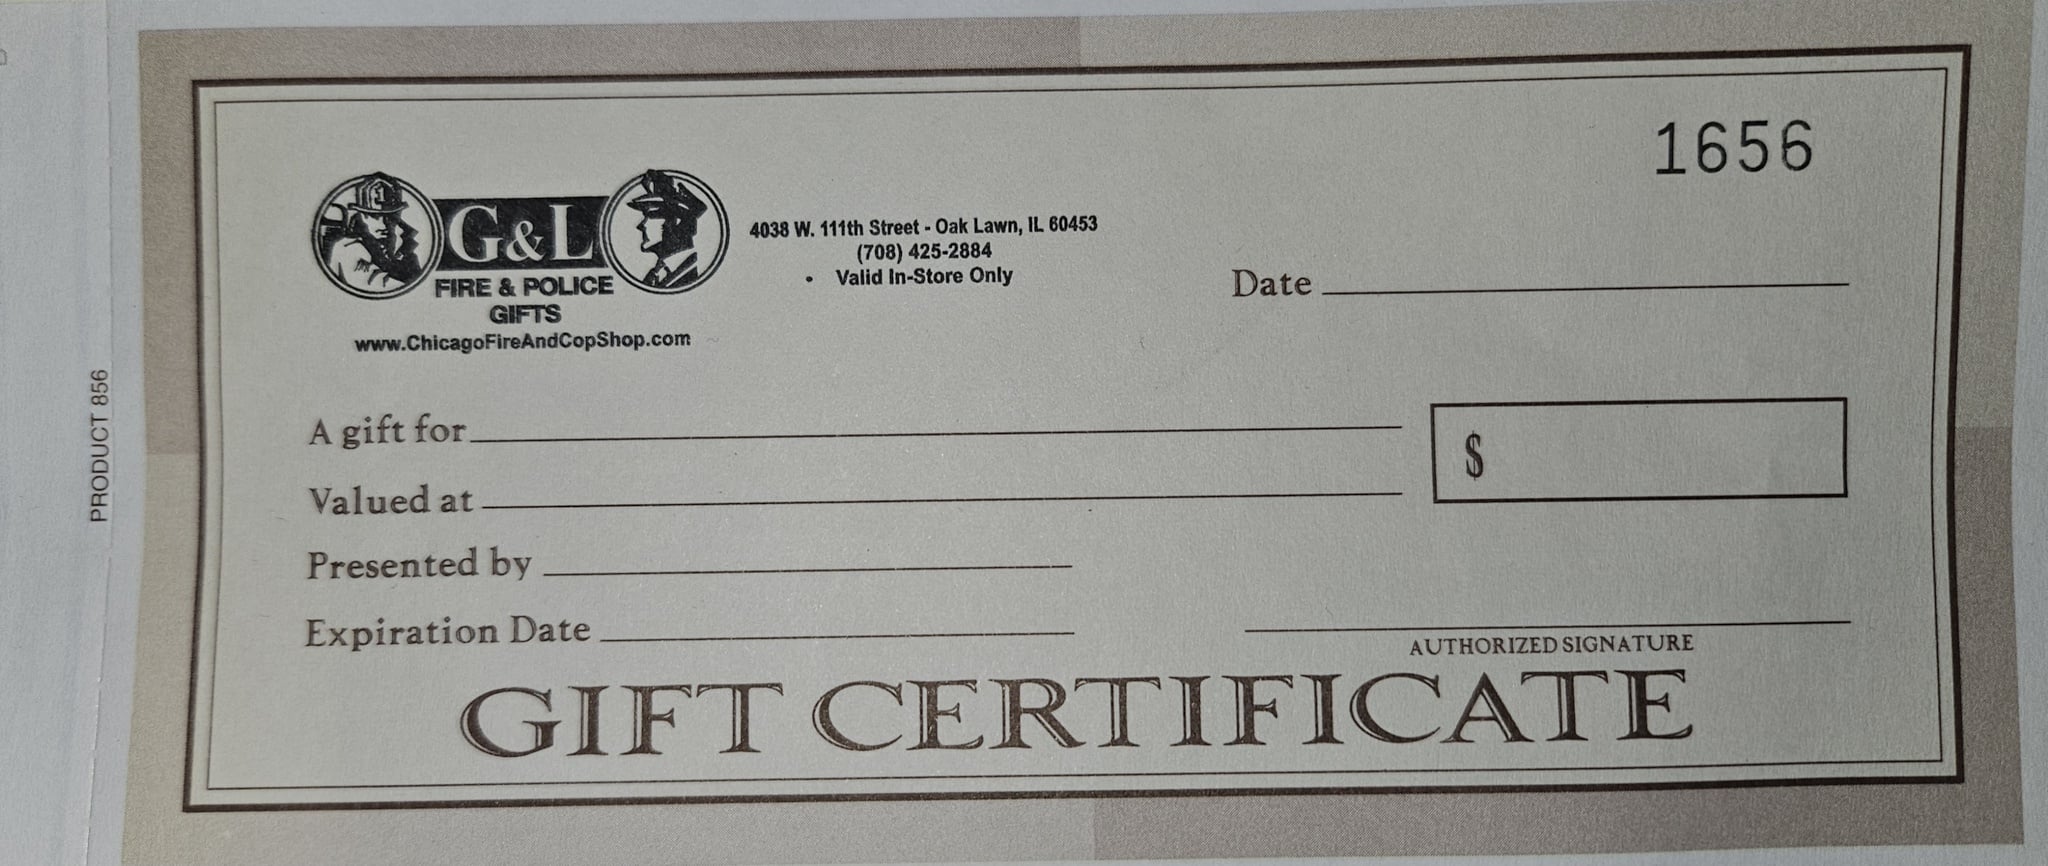 1656
G&L
FIRE & POLICE
GIFTS
www.ChicagoFireAndCopShop.com
4038 W. 111th Street - Oak Lawn, IL 60453
(708) 425-2884
• Valid In-Store Only
Date
A gift for
$
Valued at
Presented by
Expiration Date
AUTHORIZED SIGNATURE
GIFT CERTIFICATE
PRODUCT 856